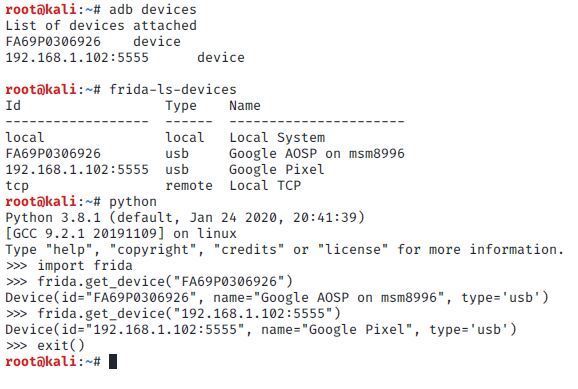 root@kali:~# adb devices
List of devices attached
FA69P0306926    device
192.168.1.102:5555      device

root@kali:~# frida-ls-devices
Id                  Type    Name
------------------  ------  ----------------------
local               local   Local System
FA69P0306926        usb     Google AOSP on msm8996
192.168.1.102:5555  usb     Google Pixel
tcp                 remote  Local TCP
root@kali:~# python
Python 3.8.1 (default, Jan 24 2020, 20:41:39)
[GCC 9.2.1 20191109] on linux
Type "help", "copyright", "credits" or "license" for more information.
>>> import frida
>>> frida.get_device("FA69P0306926")
Device(id="FA69P0306926", name="Google AOSP on msm8996", type='usb')
>>> frida.get_device("192.168.1.102:5555")
Device(id="192.168.1.102:5555", name="Google Pixel", type='usb')
>>> exit()
root@kali:~#